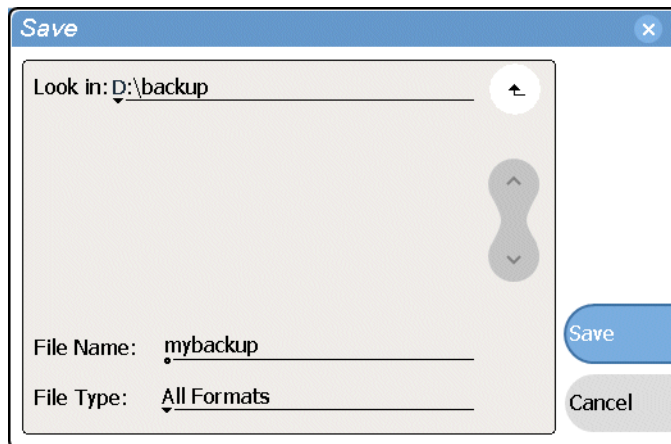 Save
Look in: D:\backup
File Name: mybackup
File Type: All Formats
Save
Cancel